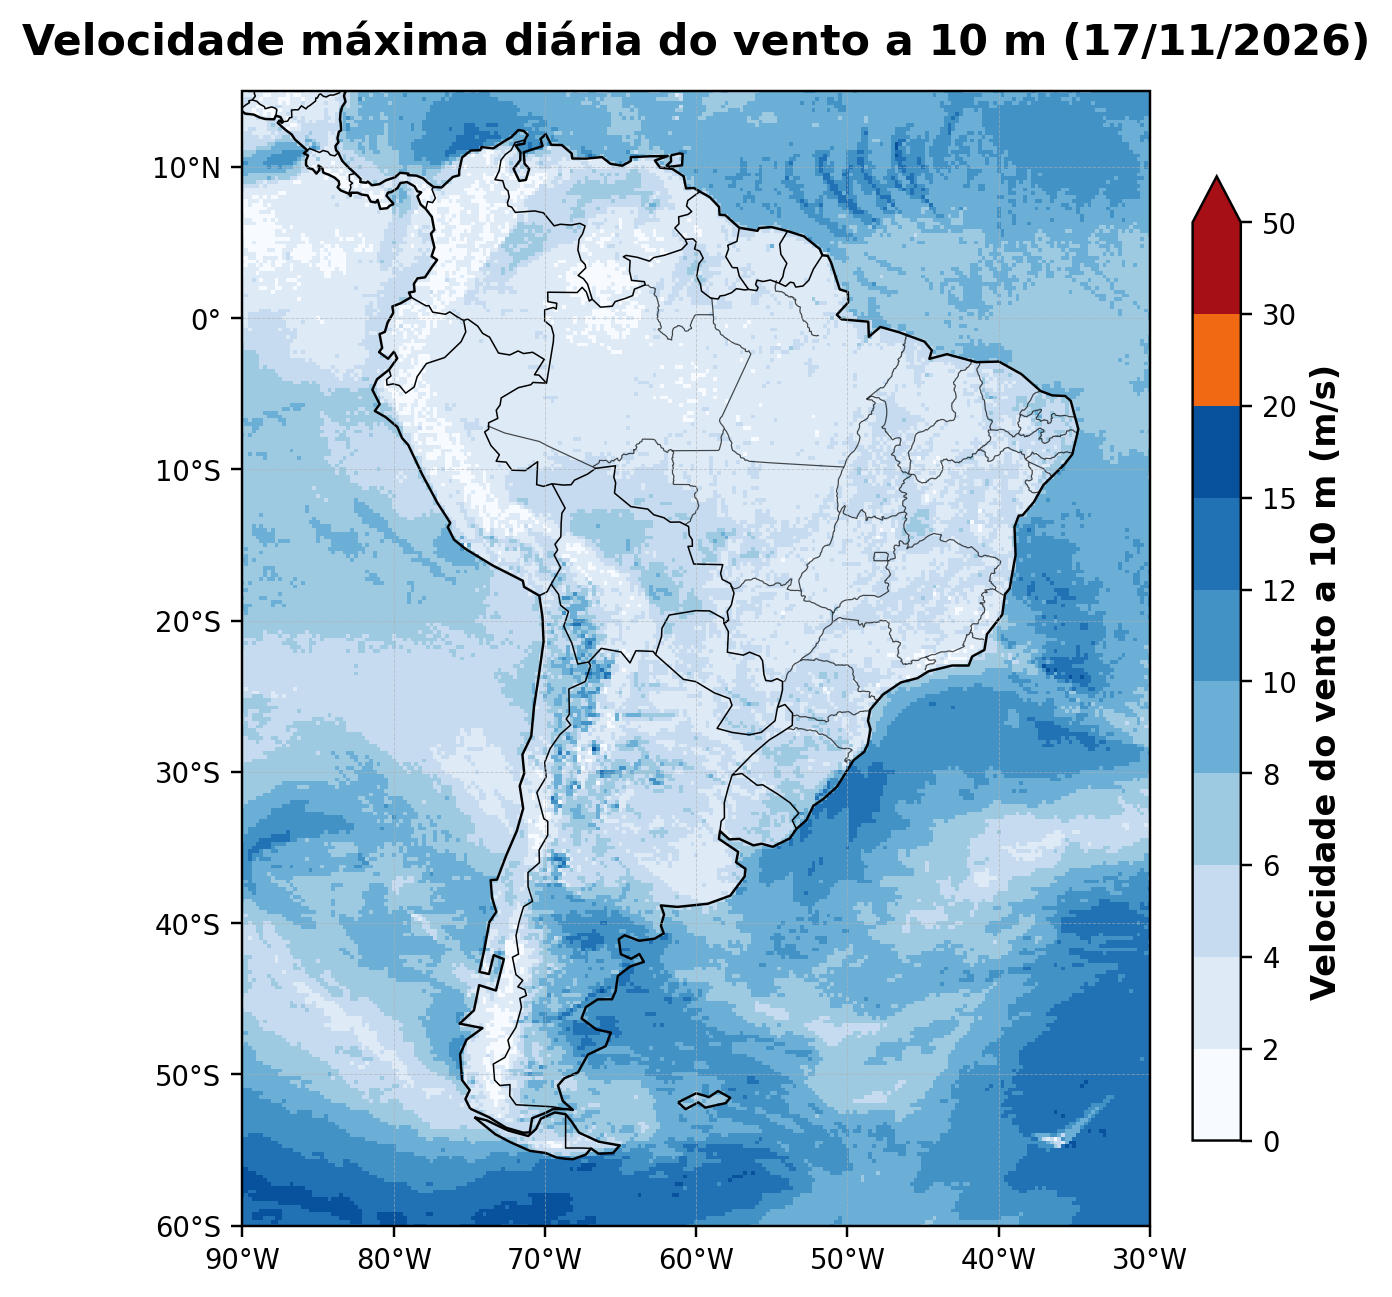 Velocidade máxima diária do vento a 10 m (17/11/2026)
10°N
0°
10°S
20°S
30°S
40°S
50°S
60°S
90°W
80°W
70°W
60°W
50°W
40°W
30°W
50
30
20
15
12
10
8
6
4
2
0
Velocidade do vento a 10 m (m/s)